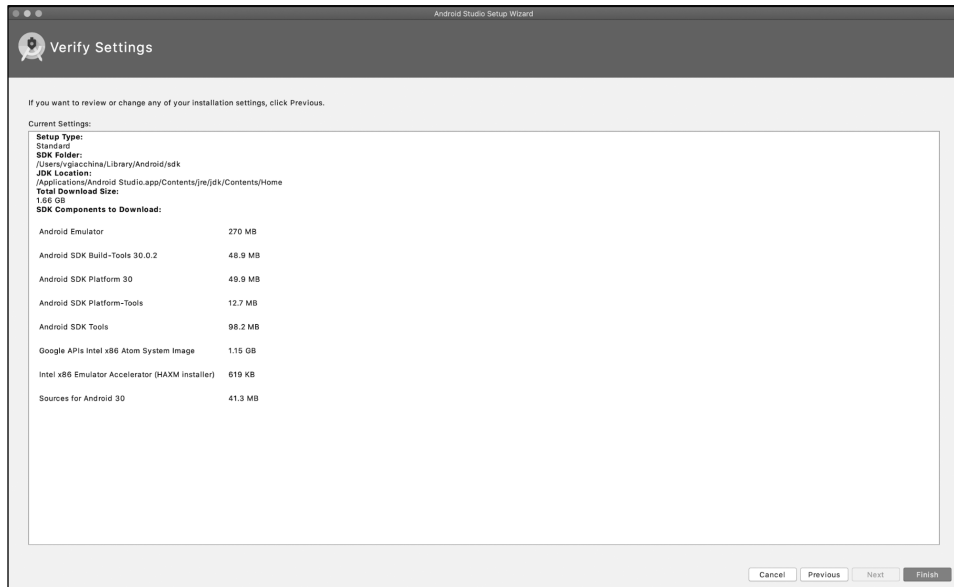 Android Studio Setup Wizard
Verify Settings
If you want to review or change any of your installation settings, click Previous.
Current Settings:
Setup Type:
Standard
SDK Folder:
/Users/vgiacchina/Library/Android/sdk
JDK Location:
/Applications/Android Studio.app/Contents/jre/jdk/Contents/Home
Total Download Size:
1.66 GB
SDK Components to Download:
Android Emulator 270 MB
Android SDK Build-Tools 30.0.2 48.9 MB
Android SDK Platform 30 49.9 MB
Android SDK Platform-Tools 12.7 MB
Android SDK Tools 98.2 MB
Google APIs Intel x86 Atom System Image 1.15 GB
Intel x86 Emulator Accelerator (HAXM installer) 619 KB
Sources for Android 30 41.3 MB
Cancel Previous Next Finish